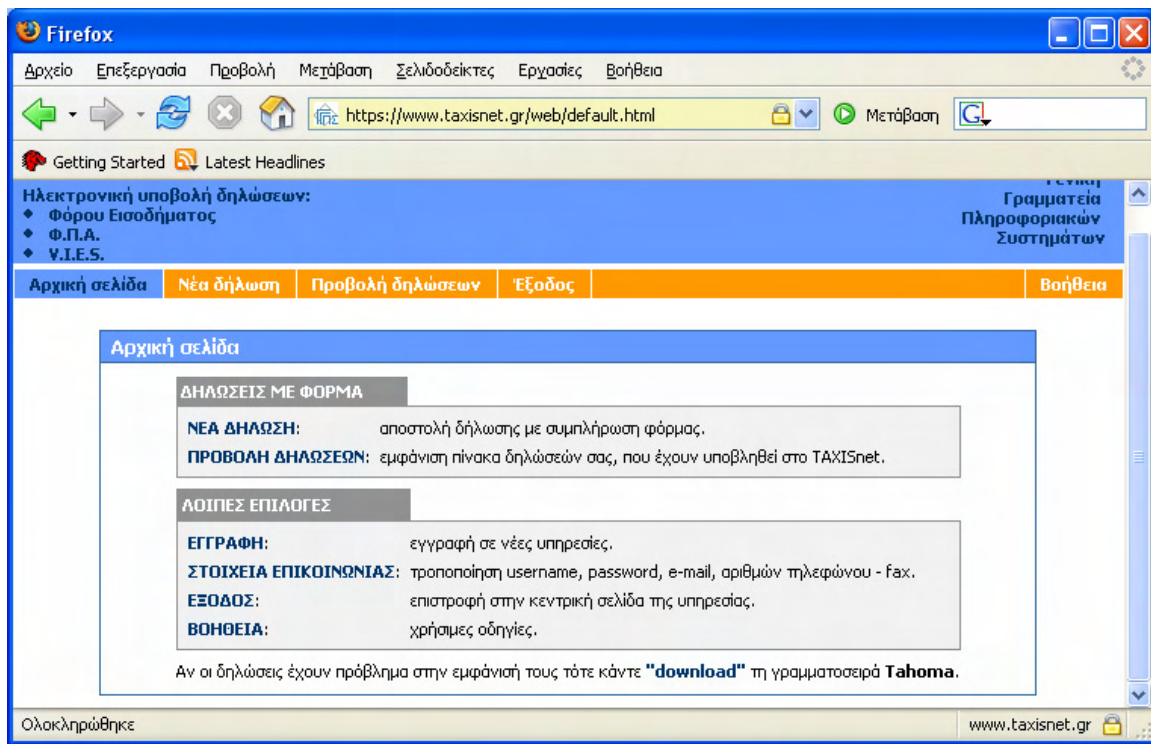 Firefox
Αρχείο Επεξεργασία Προβολή Μετάβαση Σελιδοδείκτες Εργασίες Βοήθεια
https://www.taxisnet.gr/web/default.html Μετάβαση G
Getting Started Latest Headlines
Ηλεκτρονική υποβολή δηλώσεων:
Φόρου Εισοδήματος
Φ.Π.Α.
V.I.E.S.
Γενική
Γραμματεία
Πληροφοριακών
Συστημάτων
Αρχική σελίδα Νέα δήλωση Προβολή δηλώσεων Έξοδος Βοήθεια
Αρχική σελίδα
ΔΗΛΩΣΕΙΣ ΜΕ ΦΟΡΜΑ
ΝΕΑ ΔΗΛΩΣΗ: αποστολή δήλωσης με συμπλήρωση φόρμας.
ΠΡΟΒΟΛΗ ΔΗΛΩΣΕΩΝ: εμφάνιση πίνακα δηλώσεών σας, που έχουν υποβληθεί στο TAXISnet.
ΛΟΙΠΕΣ ΕΠΙΛΟΓΕΣ
ΕΓΓΡΑΦΗ: εγγραφή σε νέες υπηρεσίες.
ΣΤΟΙΧΕΙΑ ΕΠΙΚΟΙΝΩΝΙΑΣ: τροποποίηση username, password, e-mail, αριθμών τηλεφώνου - fax.
ΕΞΟΔΟΣ: επιστροφή στην κεντρική σελίδα της υπηρεσίας.
ΒΟΗΘΕΙΑ: χρήσιμες οδηγίες.
Αν οι δηλώσεις έχουν πρόβλημα στην εμφάνισή τους τότε κάντε "download" τη γραμματοσειρά Tahoma.
Ολοκληρώθηκε www.taxisnet.gr